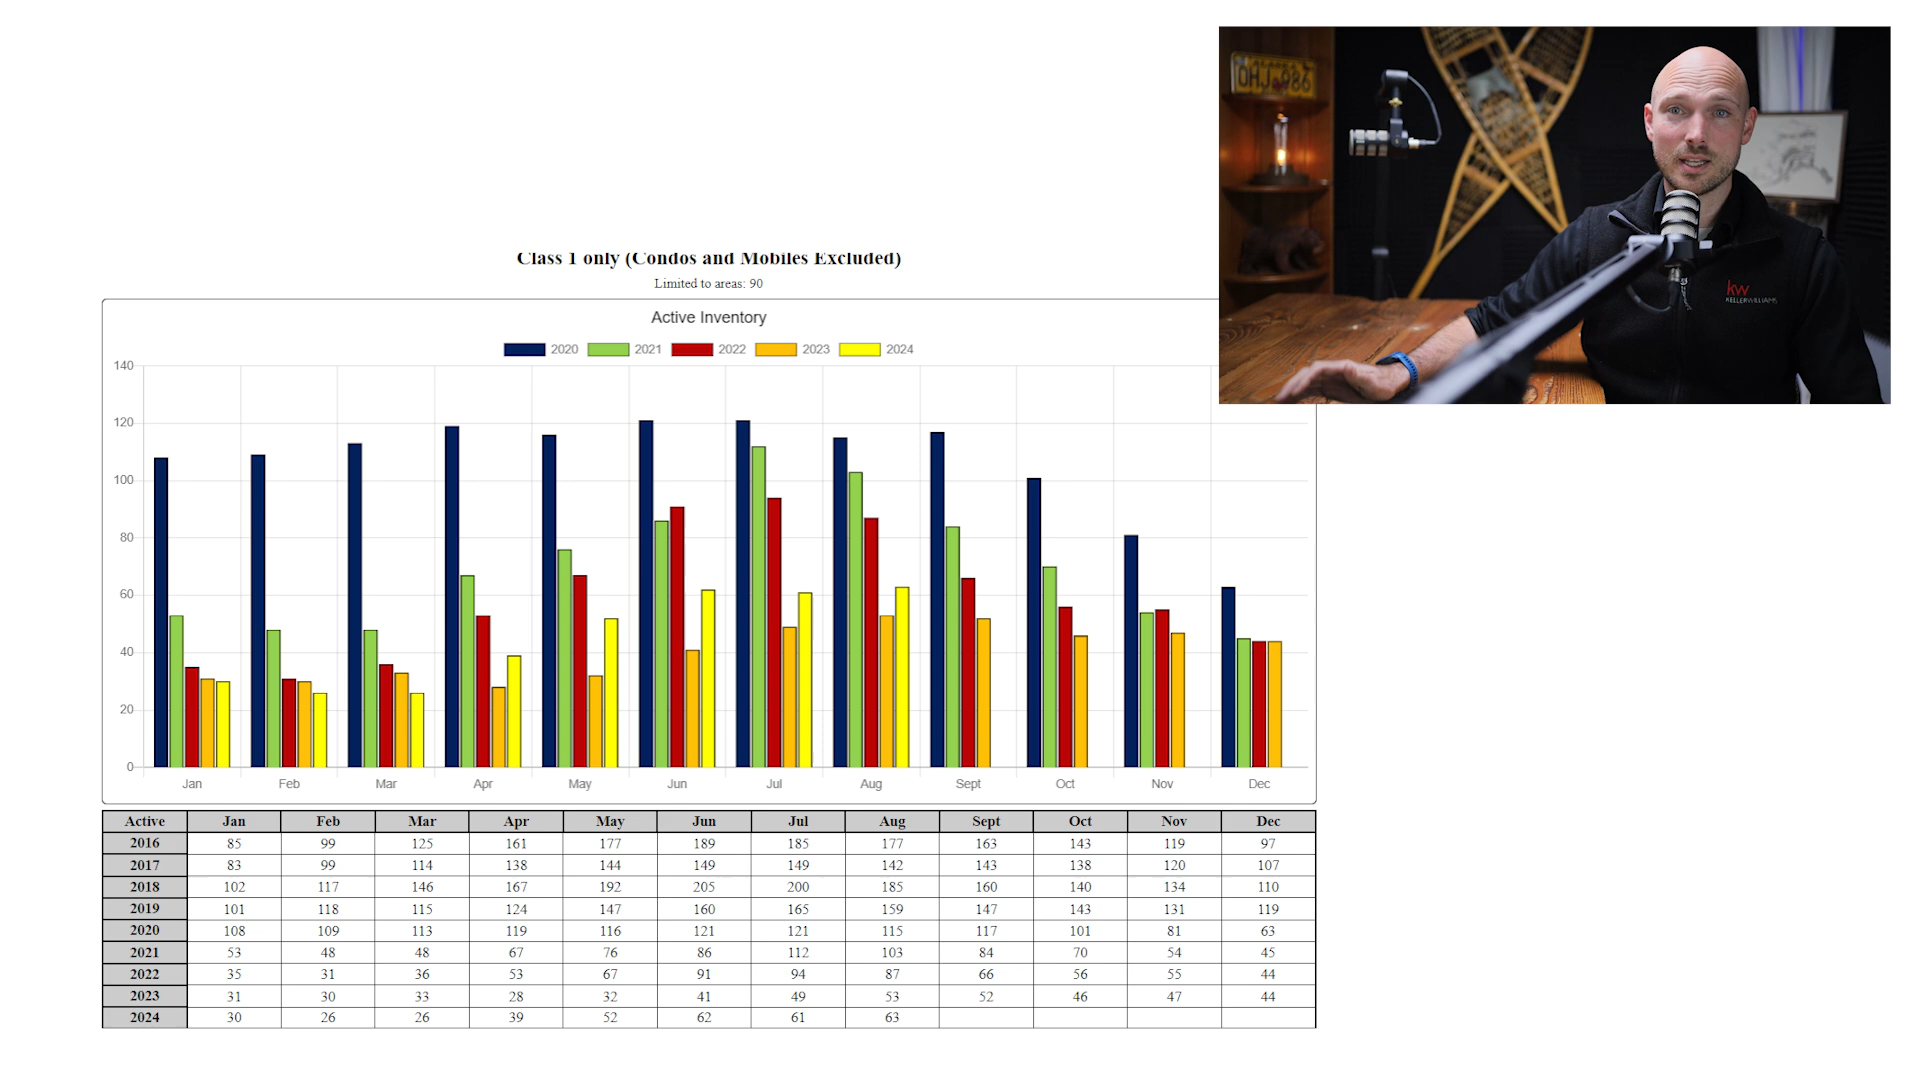 ALASKA
OHJ 986
kw
KELLERWILLIAMS
Class 1 only (Condos and Mobiles Excluded)
Limited to areas: 90
Active Inventory
2020 2021 2022 2023 2024
140
120
100
80
60
40
20
0
Jan Feb Mar Apr May Jun Jul Aug Sept Oct Nov Dec
Active Jan Feb Mar Apr May Jun Jul Aug Sept Oct Nov Dec
2016 85 99 125 161 177 189 185 177 163 143 119 97
2017 83 99 114 138 144 149 149 142 143 138 120 107
2018 102 117 146 167 192 205 200 185 160 140 134 110
2019 101 118 115 124 147 160 165 159 147 143 131 119
2020 108 109 113 119 116 121 121 115 117 101 81 63
2021 53 48 48 67 76 86 112 103 84 70 54 45
2022 35 31 36 53 67 91 94 87 66 56 55 44
2023 31 30 33 28 32 41 49 53 52 46 47 44
2024 30 26 26 39 52 62 61 63